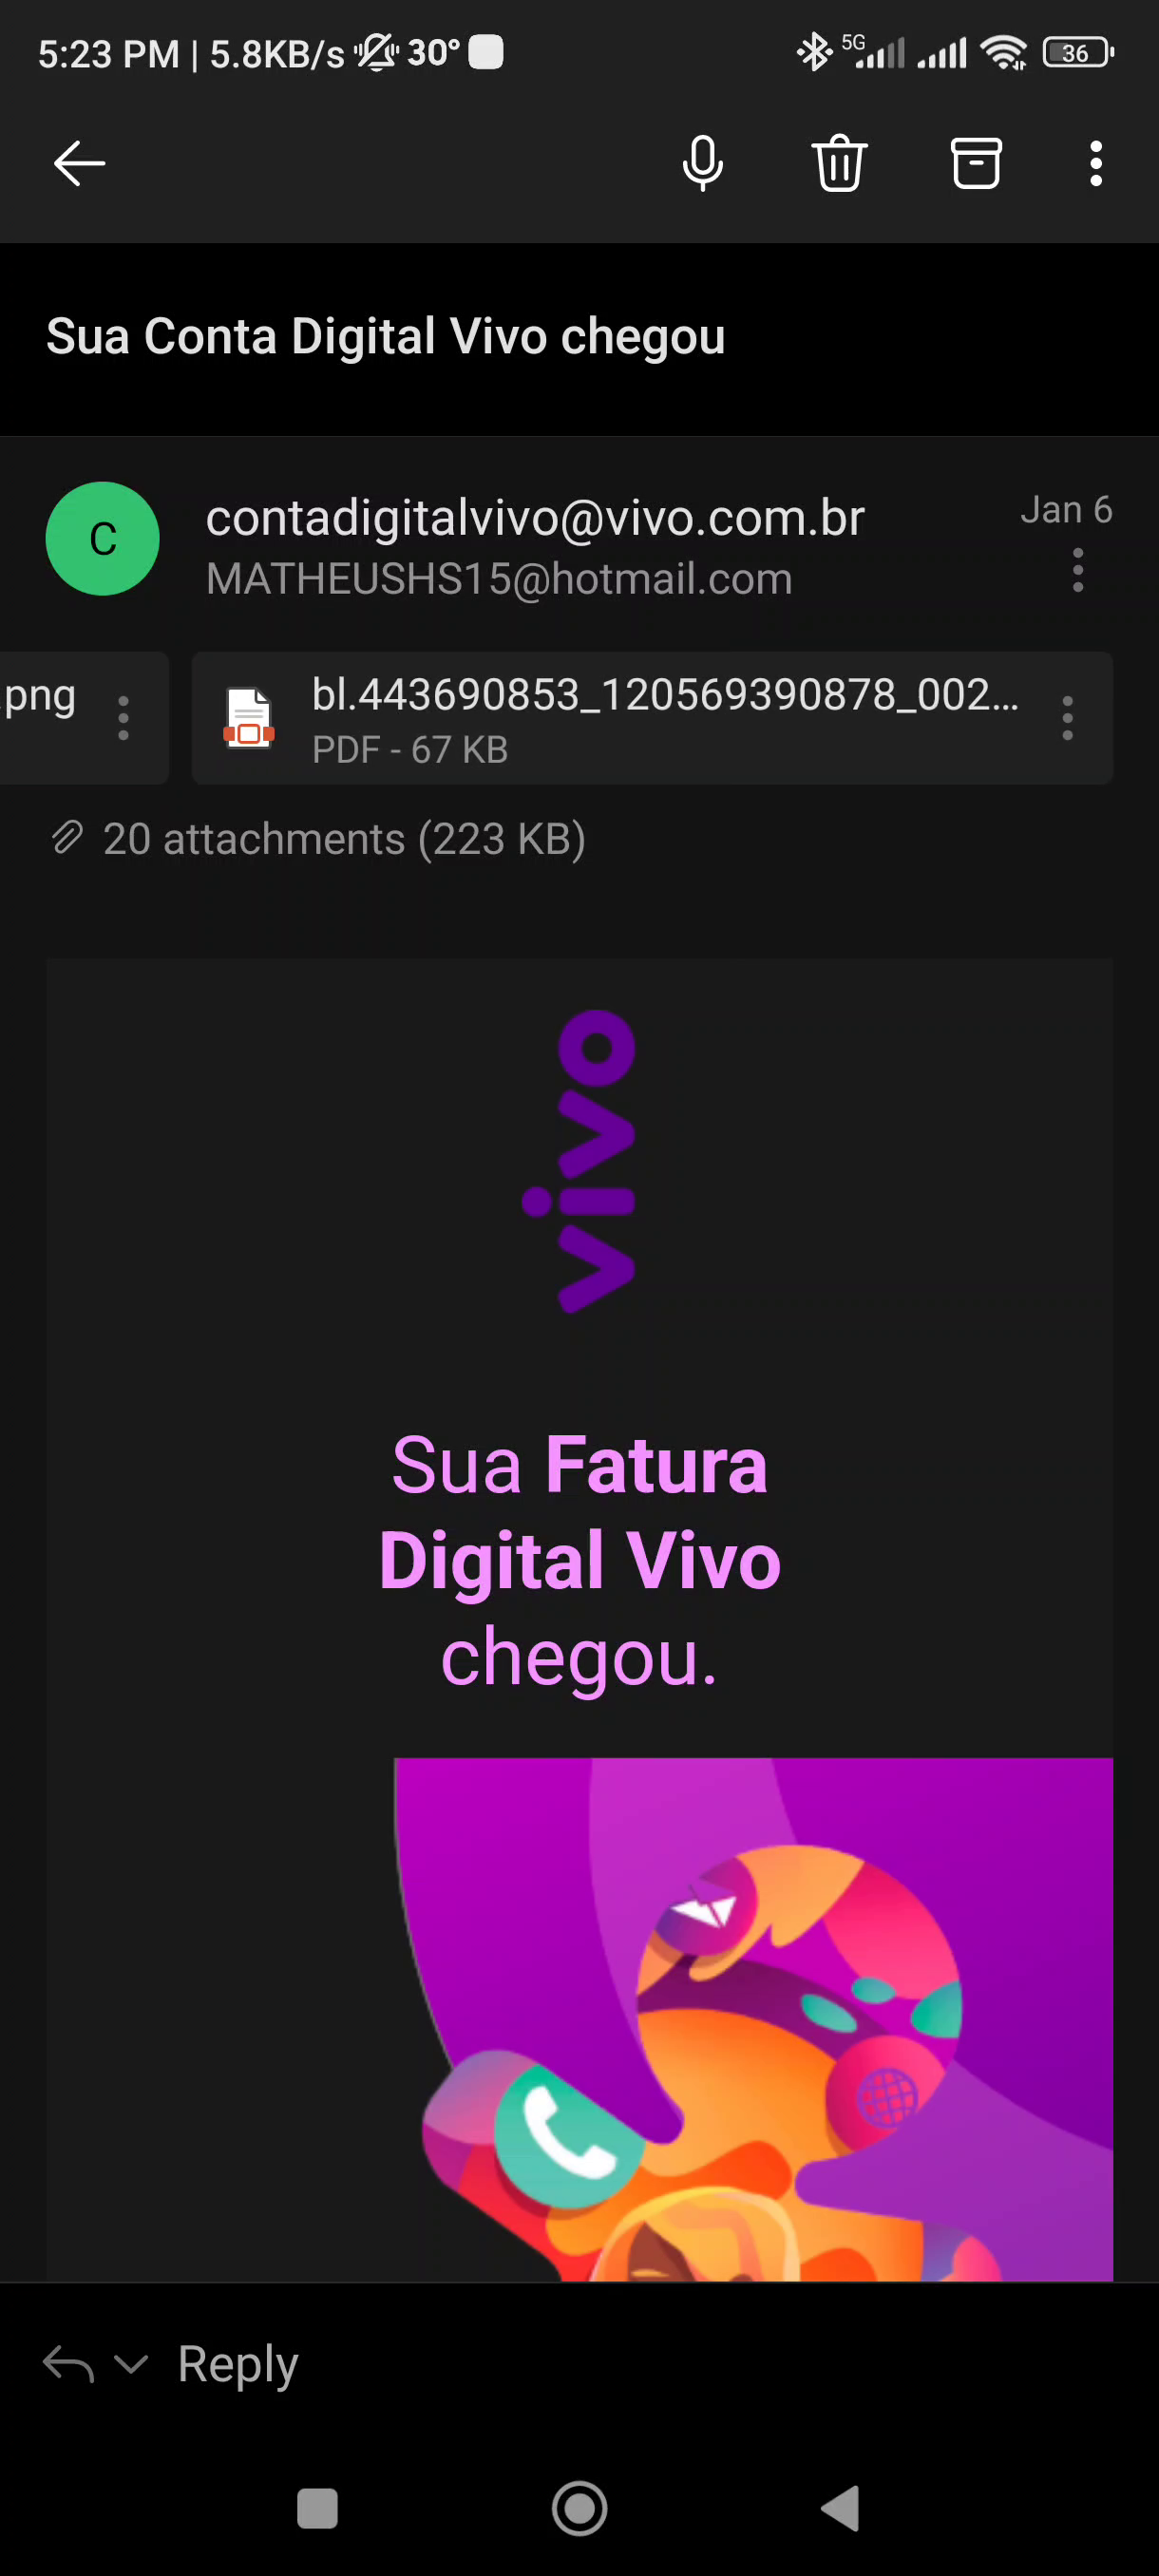 5:23 PM | 5.8KB/s 30°
5G
36
Sua Conta Digital Vivo chegou
C
contadigitalvivo@vivo.com.br
Jan 6
MATHEUSHS15@hotmail.com
.png
bl.443690853_120569390878_002...
PDF - 67 KB
20 attachments (223 KB)
vivo
Sua Fatura
Digital Vivo
chegou.
Reply